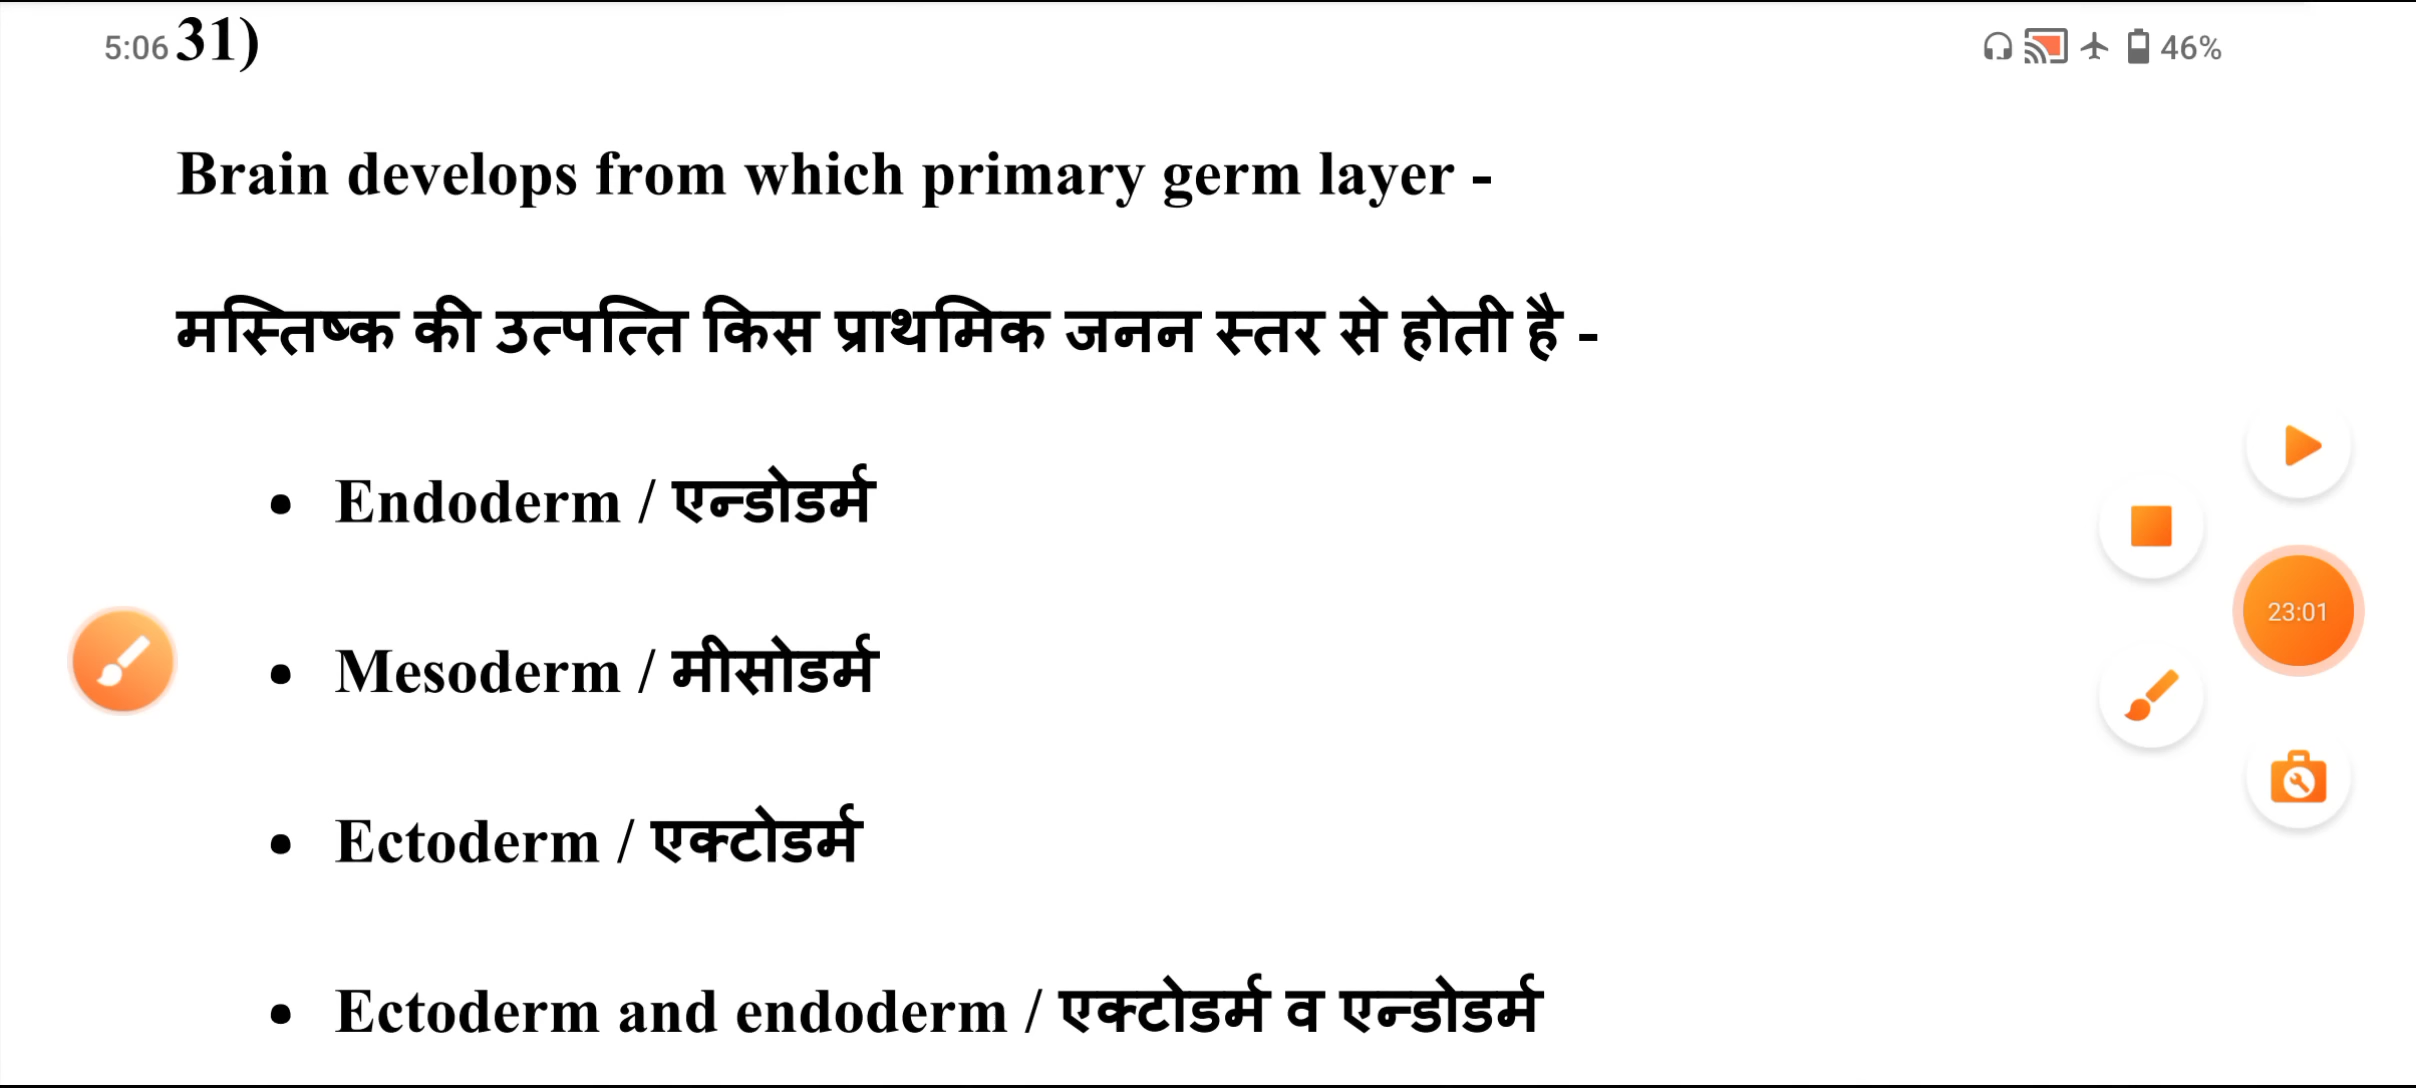 5:06 31) 46%
Brain develops from which primary germ layer -
मस्तिष्क की उत्पत्ति किस प्राथमिक जनन स्तर से होती है -
• Endoderm / एन्डोडर्म
• Mesoderm / मीसोडर्म
23:01
• Ectoderm / एक्टोडर्म
• Ectoderm and endoderm / एक्टोडर्म व एन्डोडर्म